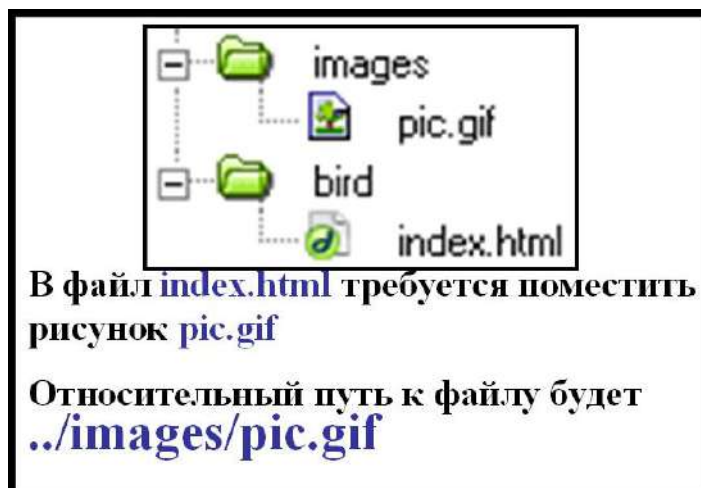 images
pic.gif
bird
index.html
В файл index.html требуется поместить
рисунок pic.gif
Относительный путь к файлу будет
../images/pic.gif